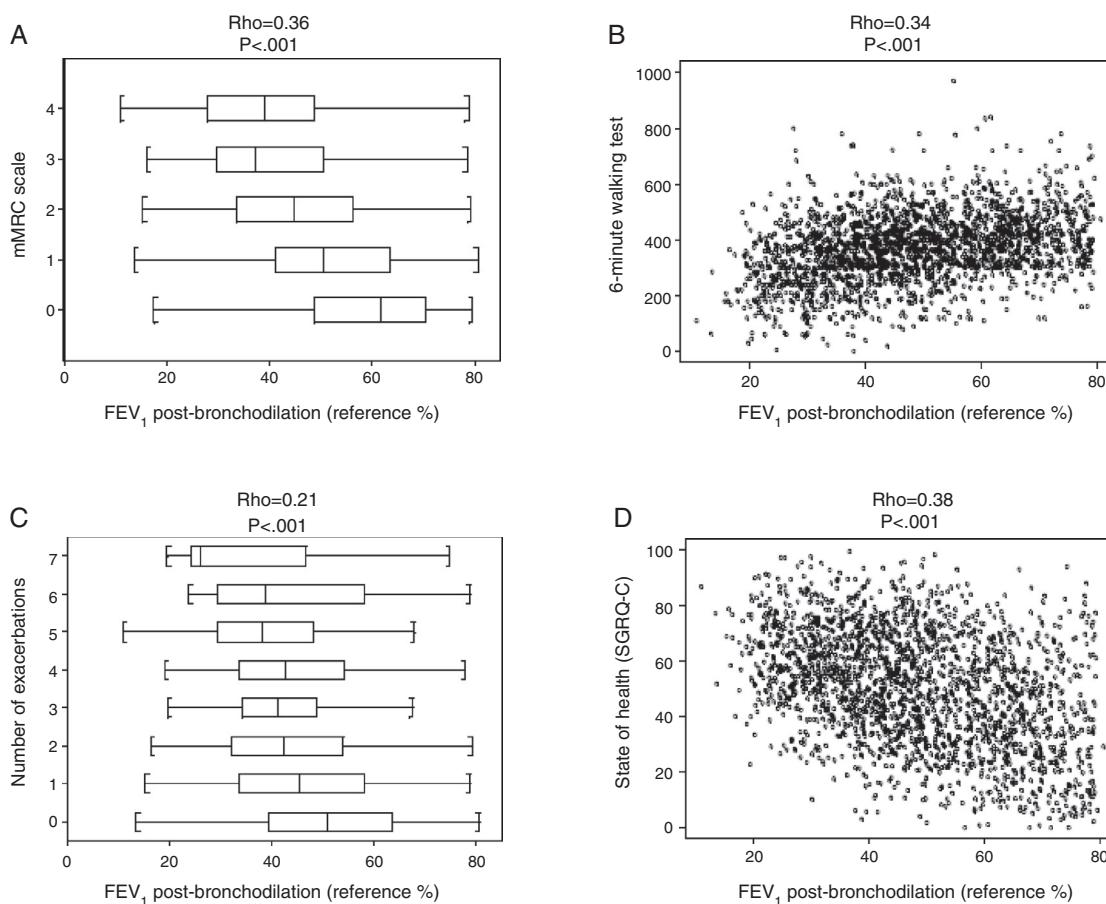 A
Rho=0.36
P<.001
mMRC scale
4
3
2
1
0
0 20 40 60 80
FEV1 post-bronchodilation (reference %)
B
Rho=0.34
P<.001
6-minute walking test
1000
800
600
400
200
0
20 40 60 80
FEV1 post-bronchodilation (reference %)
C
Rho=0.21
P<.001
Number of exacerbations
7
6
5
4
3
2
1
0
0 20 40 60 80
FEV1 post-bronchodilation (reference %)
D
Rho=0.38
P<.001
State of health (SGRQ-C)
100
80
60
40
20
0
20 40 60 80
FEV1 post-bronchodilation (reference %)